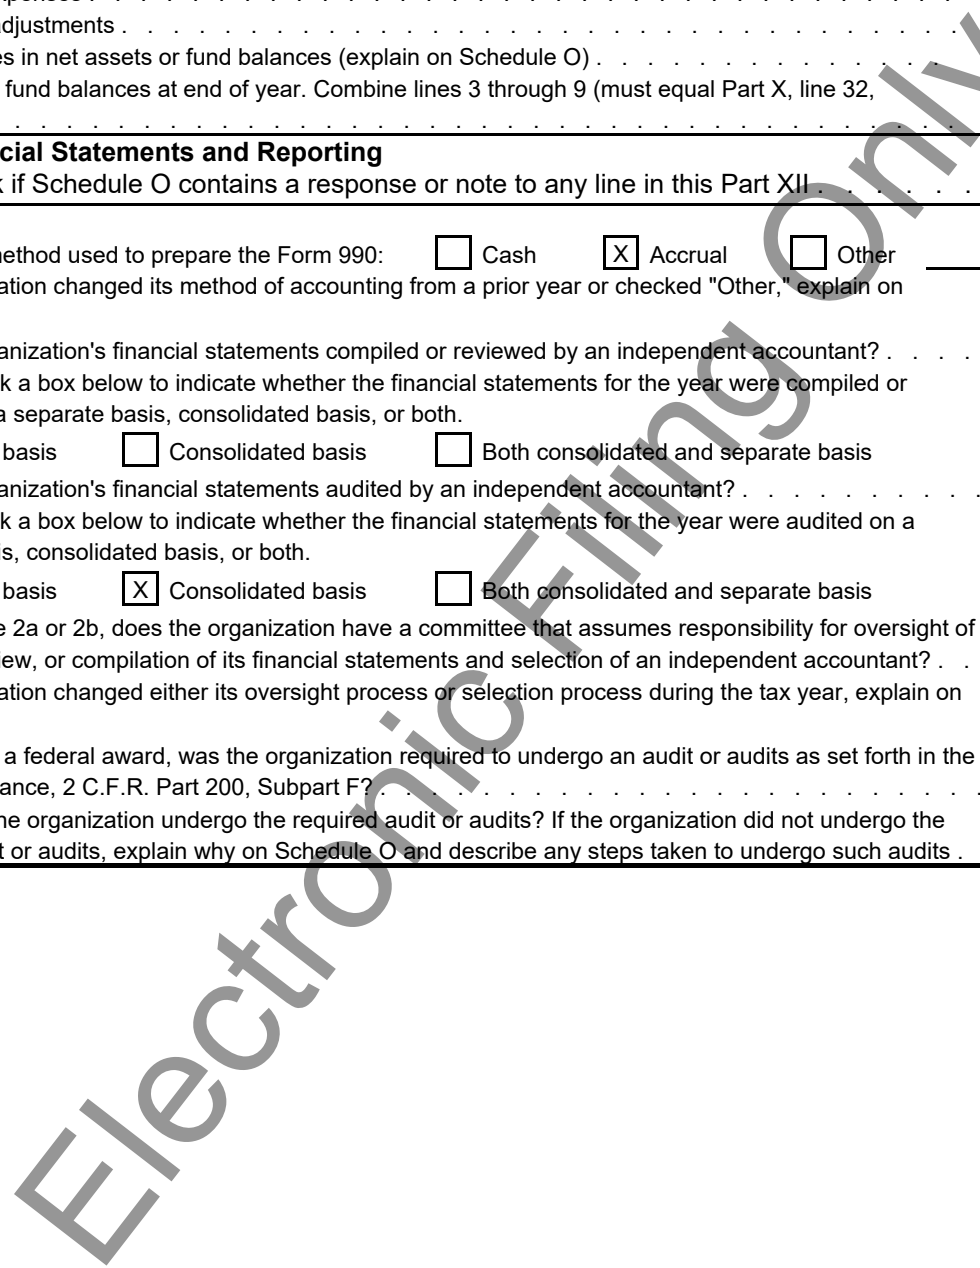 adjustments . . . . . . . . . . . . . . . . . . . . . . . . . . . . . . . . .
es in net assets or fund balances (explain on Schedule O) . . . . . . . . . . . . . .
fund balances at end of year. Combine lines 3 through 9 (must equal Part X, line 32,
. . . . . . . . . . . . . . . . . . . . . . . . . . . . . . . . . . . . .
cial Statements and Reporting
k if Schedule O contains a response or note to any line in this Part XII . . . . . .
method used to prepare the Form 990: Cash X Accrual Other
ation changed its method of accounting from a prior year or checked "Other," explain on
anization's financial statements compiled or reviewed by an independent accountant? . . . .
k a box below to indicate whether the financial statements for the year were compiled or
a separate basis, consolidated basis, or both.
basis Consolidated basis Both consolidated and separate basis
anization's financial statements audited by an independent accountant? . . . . . . . . . .
k a box below to indicate whether the financial statements for the year were audited on a
is, consolidated basis, or both.
basis X Consolidated basis Both consolidated and separate basis
e 2a or 2b, does the organization have a committee that assumes responsibility for oversight of
iew, or compilation of its financial statements and selection of an independent accountant? . .
ation changed either its oversight process or selection process during the tax year, explain on
a federal award, was the organization required to undergo an audit or audits as set forth in the
ance, 2 C.F.R. Part 200, Subpart F? . . . . . . . . . . . . . . . . . . . . . . . .
he organization undergo the required audit or audits? If the organization did not undergo the
t or audits, explain why on Schedule O and describe any steps taken to undergo such audits .
Electronic Filing Only